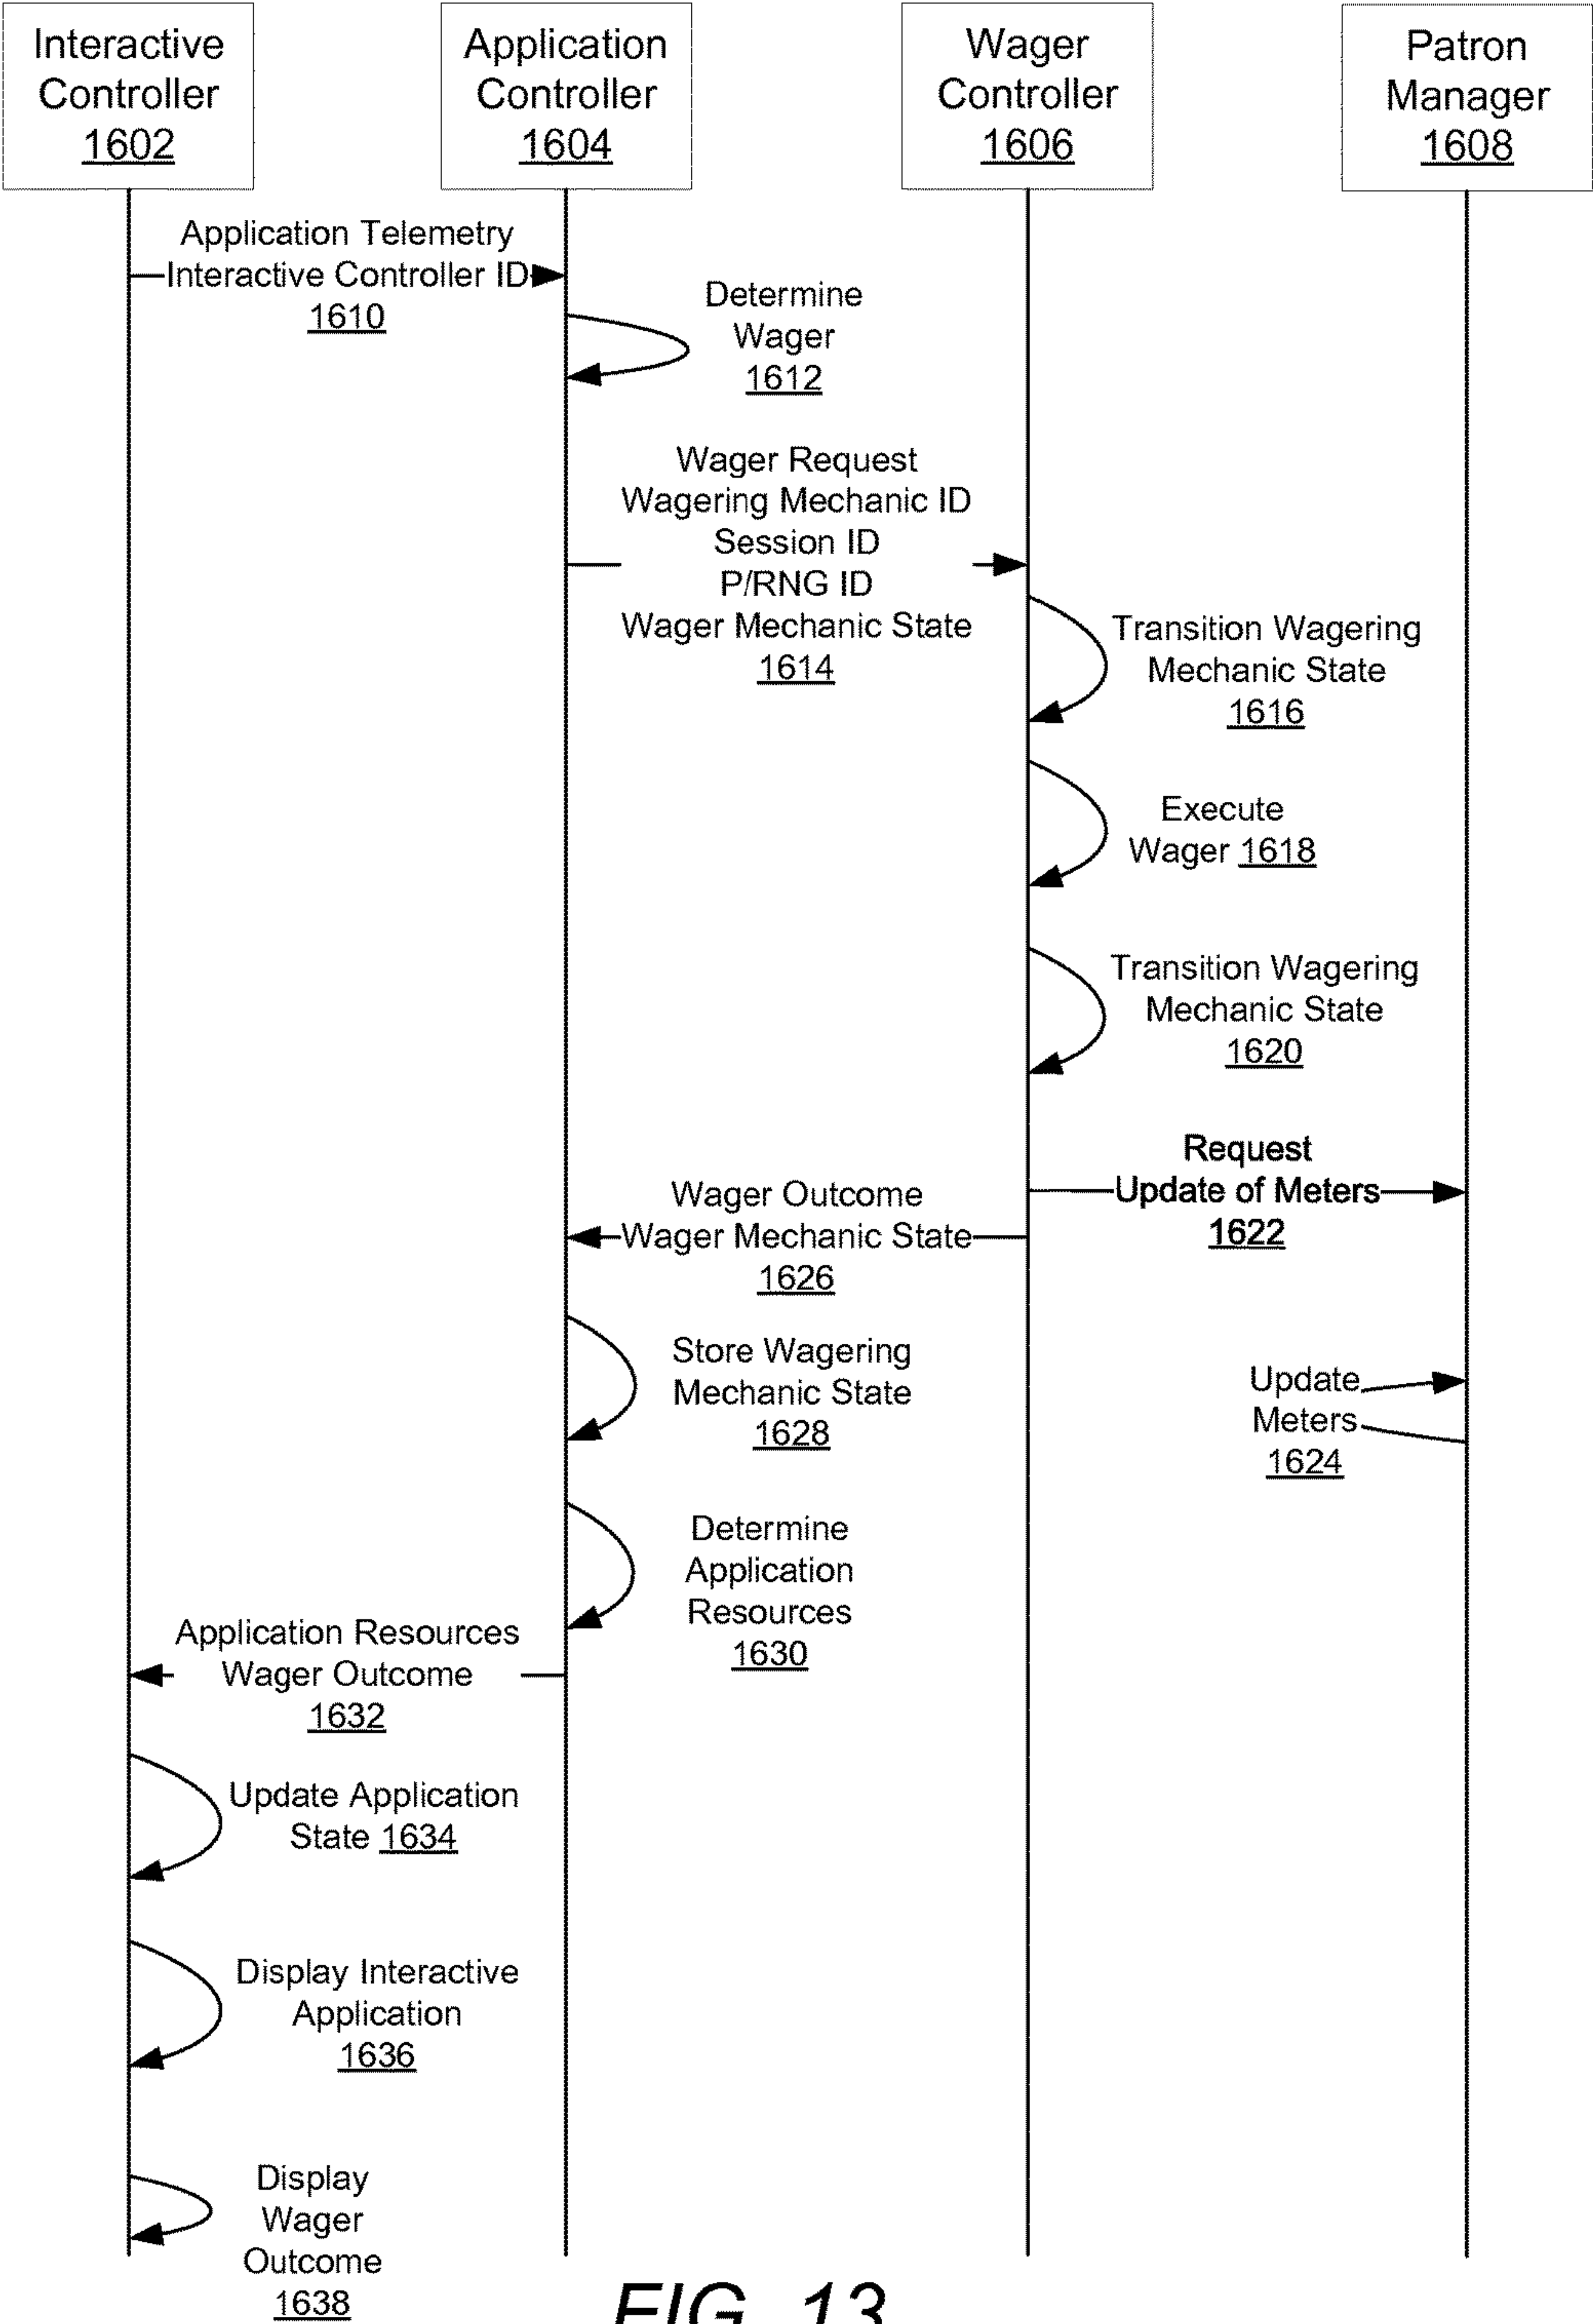 Interactive
Controller
1602
Application
Controller
1604
Wager
Controller
1606
Patron
Manager
1608
Application Telemetry
Interactive Controller ID
1610
Determine
Wager
1612
Wager Request
Wagering Mechanic ID
Session ID
P/RNG ID
Wager Mechanic State
1614
Transition Wagering
Mechanic State
1616
Execute
Wager 1618
Transition Wagering
Mechanic State
1620
Request
Update of Meters
1622
Wager Outcome
Wager Mechanic State
1626
Store Wagering
Mechanic State
1628
Update
Meters
1624
Determine
Application
Resources
1630
Application Resources
Wager Outcome
1632
Update Application
State 1634
Display Interactive
Application
1636
Display
Wager
Outcome
1638
FIG. 13